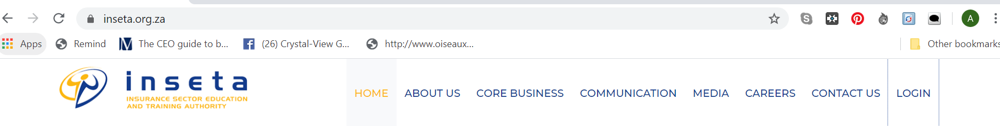 inseta.org.za
A
Apps Remind The CEO guide to b... (26) Crystal-View G... http://www.oiseaux... Other bookmarks
inseta
INSURANCE SECTOR EDUCATION
AND TRAINING AUTHORITY
HOME ABOUT US CORE BUSINESS COMMUNICATION MEDIA CAREERS CONTACT US LOGIN